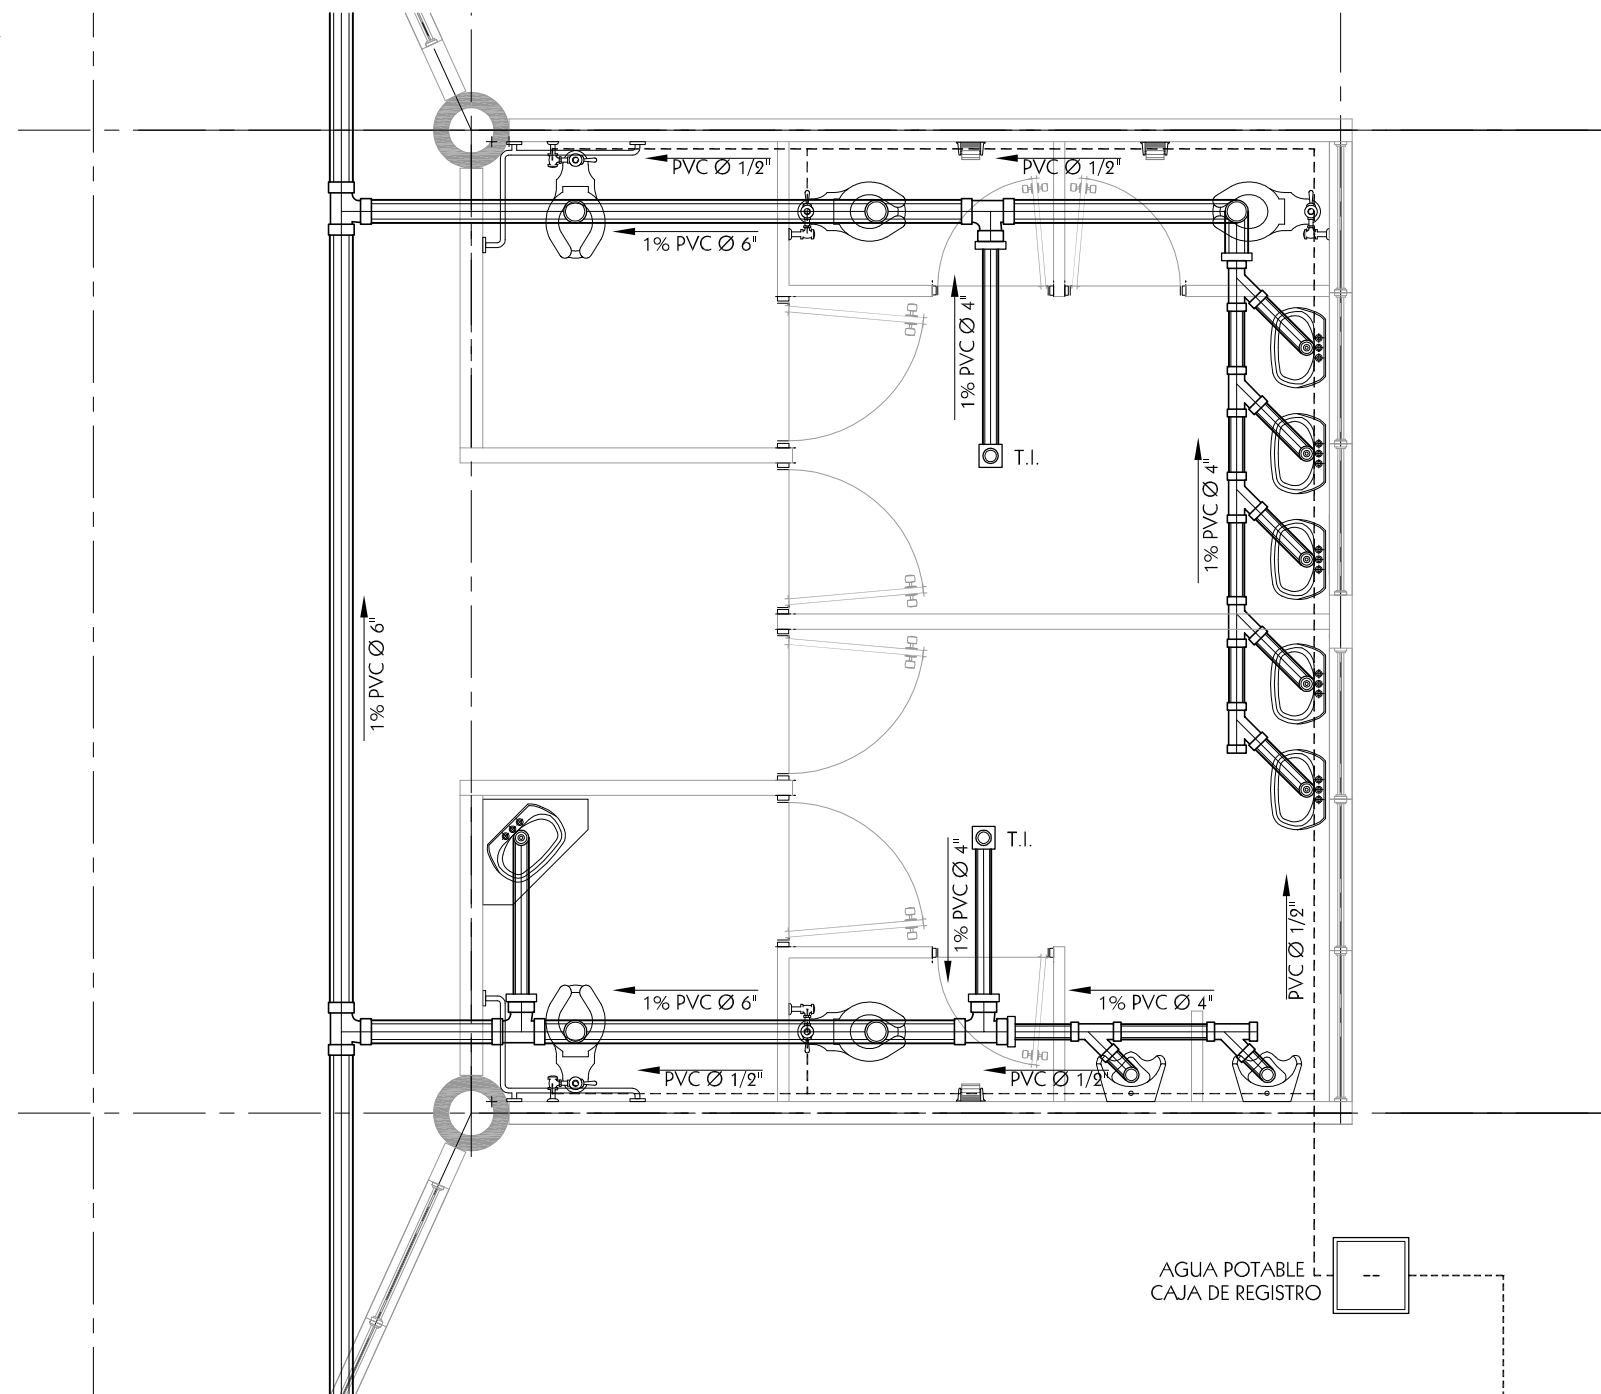 PVC Ø 1/2"
PVC Ø 1/2"
1% PVC Ø 6"
1% PVC Ø 4"
T.I.
1% PVC Ø 4"
1% PVC Ø 6"
T.I.
1% PVC Ø 4"
PVC Ø 1/2"
1% PVC Ø 6"
1% PVC Ø 4"
PVC Ø 1/2"
PVC Ø 1/2"
AGUA POTABLE
CAJA DE REGISTRO